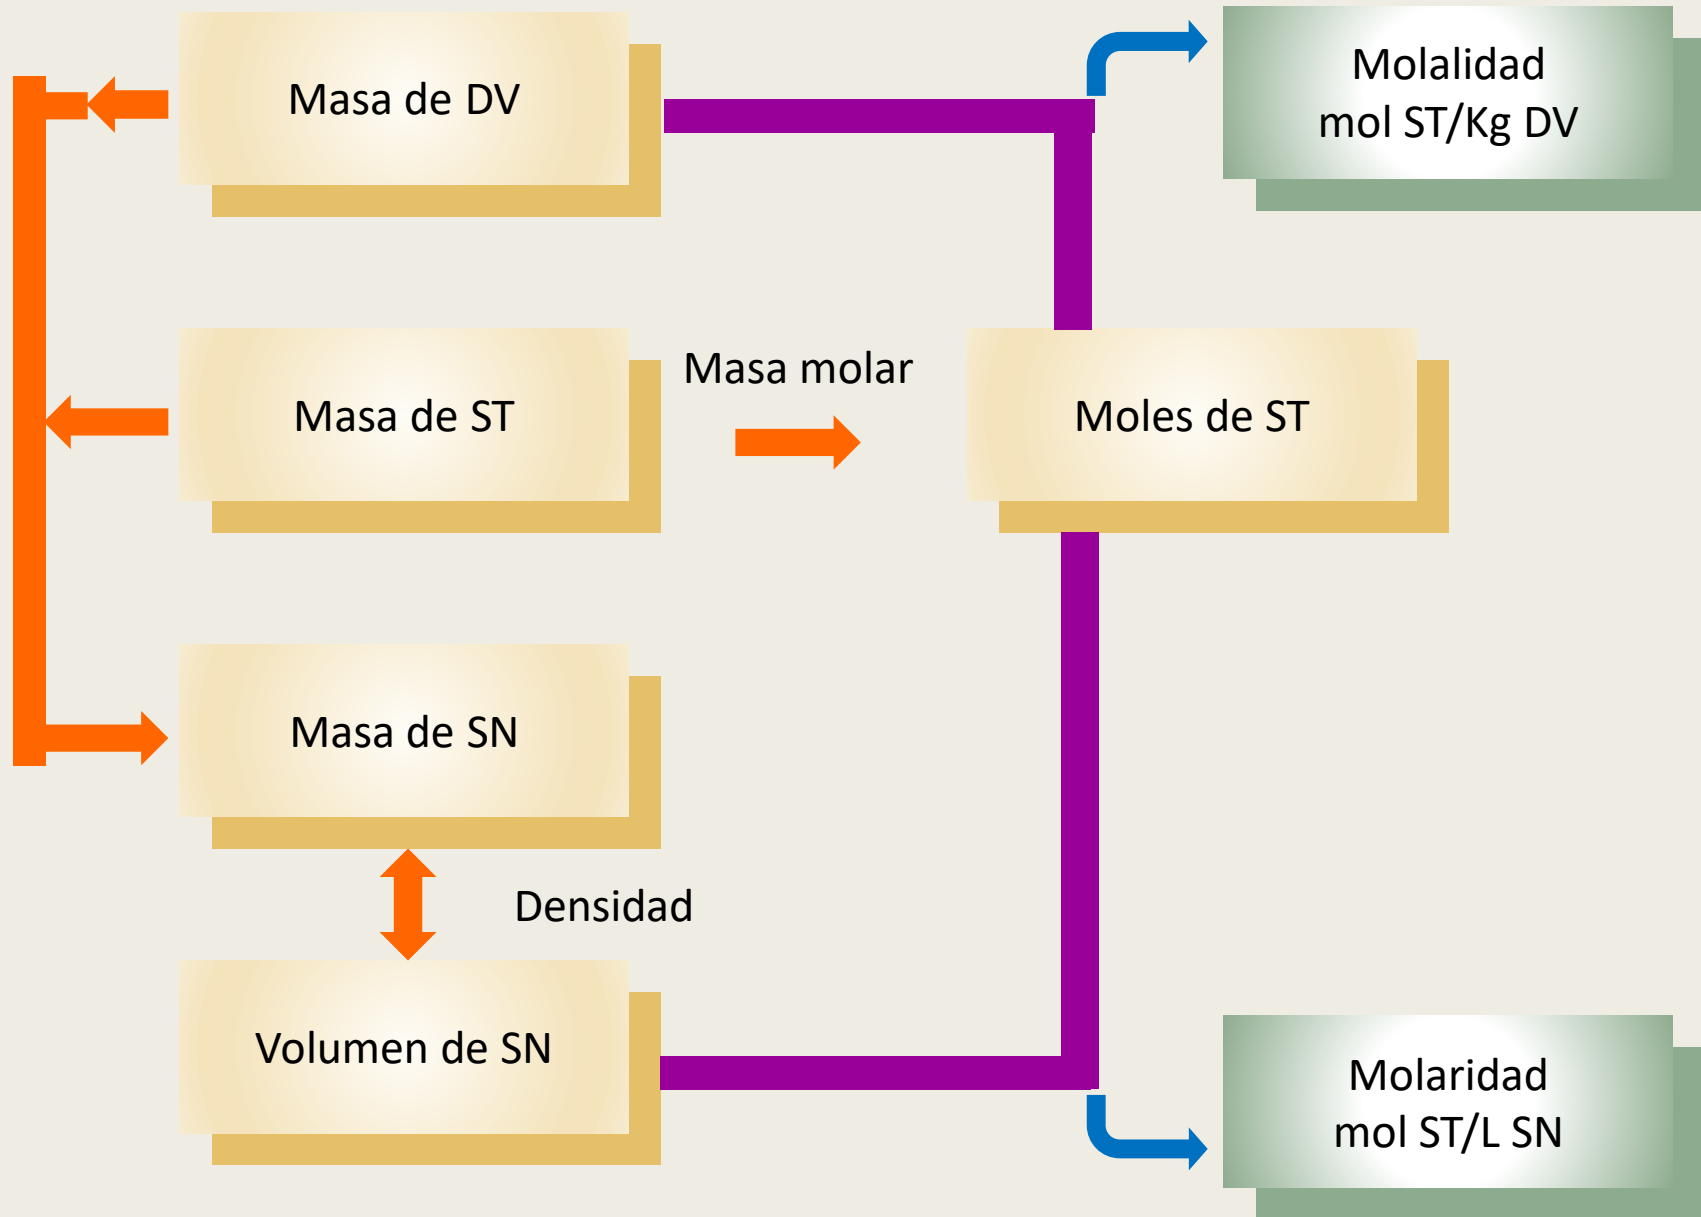 Masa de DV
Molalidad
mol ST/Kg DV
Masa de ST
Masa molar
Moles de ST
Masa de SN
Densidad
Volumen de SN
Molaridad
mol ST/L SN